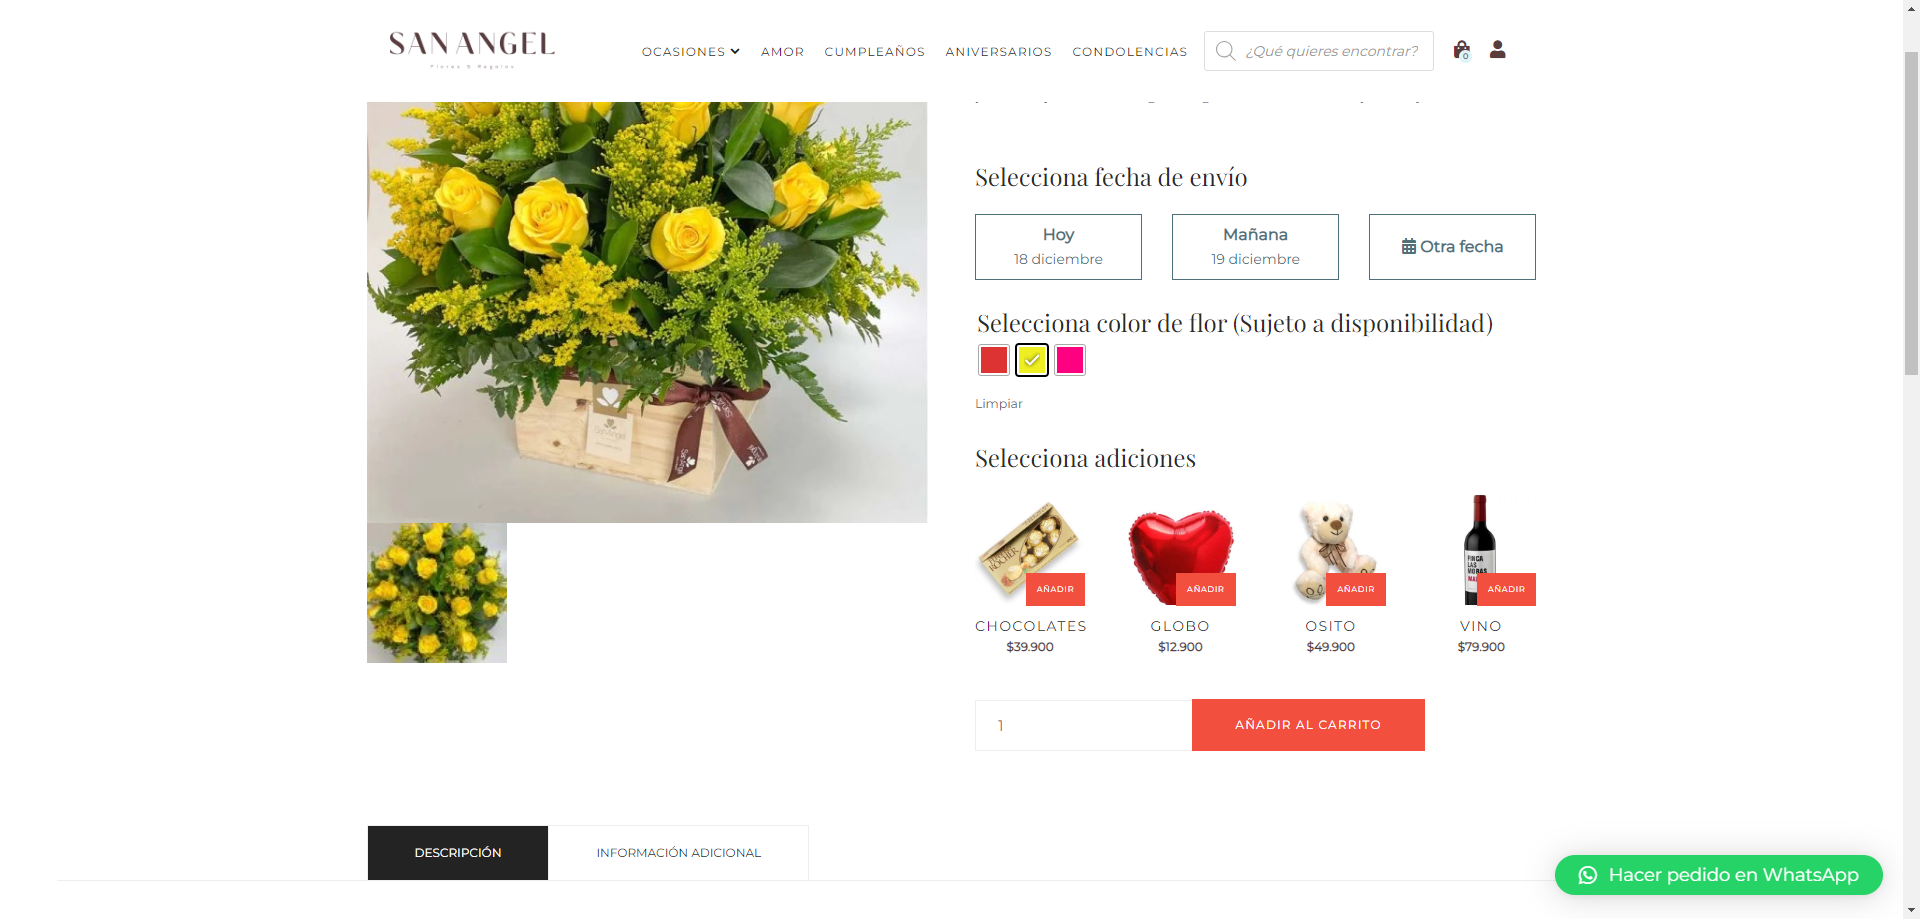 SAN ANGEL
Flores & Regalos
OCASIONES
AMOR
CUMPLEAÑOS
ANIVERSARIOS
CONDOLENCIAS
¿Qué quieres encontrar?
0
Selecciona fecha de envío
Hoy
18 diciembre
Mañana
19 diciembre
Otra fecha
Selecciona color de flor (Sujeto a disponibilidad)
Limpiar
Selecciona adiciones
AÑADIR
AÑADIR
AÑADIR
FINCA
LAS
MORAS
AÑADIR
CHOCOLATES
$39.900
GLOBO
$12.900
OSITO
$49.900
VINO
$79.900
1
AÑADIR AL CARRITO
DESCRIPCIÓN
INFORMACIÓN ADICIONAL
Hacer pedido en WhatsApp